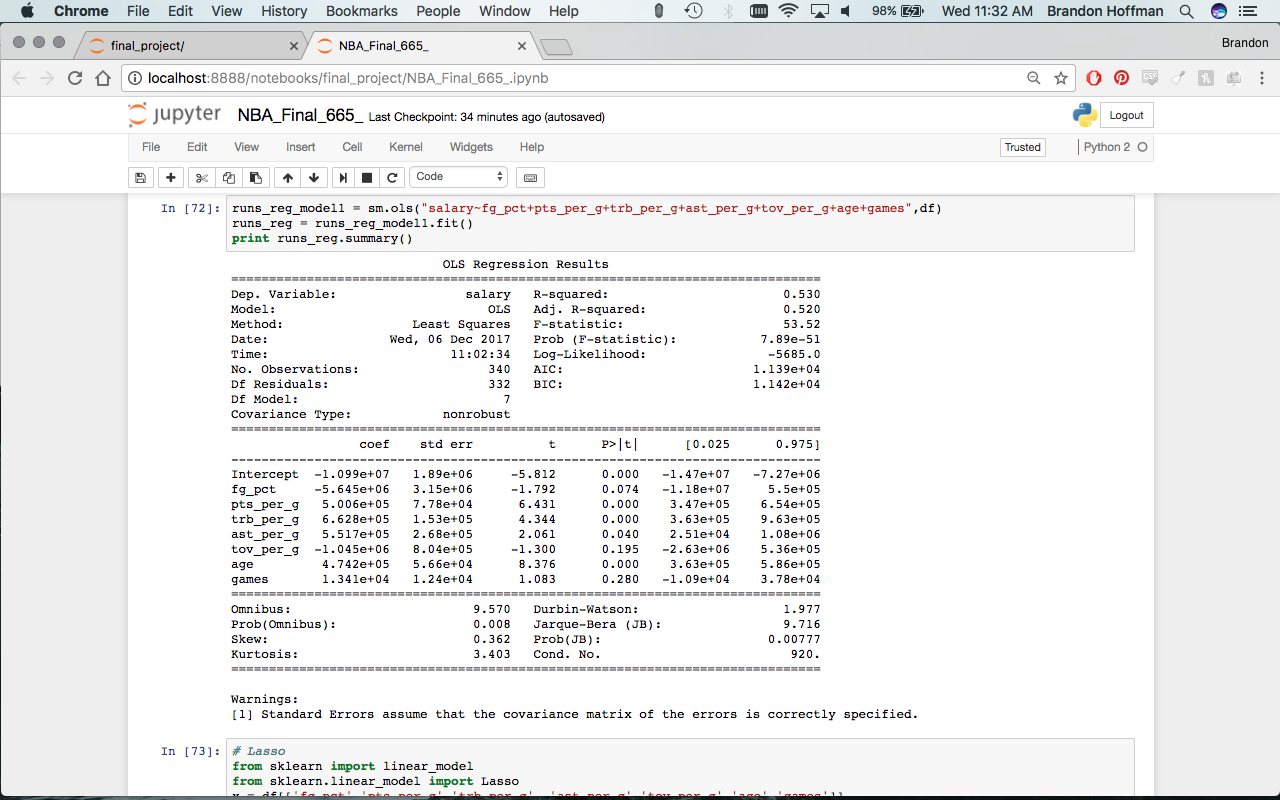 Chrome File Edit View History Bookmarks People Window Help 98% Wed 11:32 AM Brandon Hoffman
final_project/ NBA_Final_665_ Brandon
localhost:8888/notebooks/final_project/NBA_Final_665_.ipynb
jupyter NBA_Final_665_ Last Checkpoint: 34 minutes ago (autosaved) Logout
File Edit View Insert Cell Kernel Widgets Help Trusted Python 2
Code
In [72]: runs_reg_model1 = sm.ols("salary~fg_pct+pts_per_g+trb_per_g+ast_per_g+tov_per_g+age+games",df)
runs_reg = runs_reg_model1.fit()
print runs_reg.summary()
OLS Regression Results
==============================================================================
Dep. Variable: salary R-squared: 0.530
Model: OLS Adj. R-squared: 0.520
Method: Least Squares F-statistic: 53.52
Date: Wed, 06 Dec 2017 Prob (F-statistic): 7.89e-51
Time: 11:02:34 Log-Likelihood: -5685.0
No. Observations: 340 AIC: 1.139e+04
Df Residuals: 332 BIC: 1.142e+04
Df Model: 7
Covariance Type: nonrobust
==============================================================================
coef std err t P>|t| [0.025 0.975]
------------------------------------------------------------------------------
Intercept -1.099e+07 1.89e+06 -5.812 0.000 -1.47e+07 -7.27e+06
fg_pct -5.645e+06 3.15e+06 -1.792 0.074 -1.18e+07 5.5e+05
pts_per_g 5.006e+05 7.78e+04 6.431 0.000 3.47e+05 6.54e+05
trb_per_g 6.628e+05 1.53e+05 4.344 0.000 3.63e+05 9.63e+05
ast_per_g 5.517e+05 2.68e+05 2.061 0.040 2.51e+04 1.08e+06
tov_per_g -1.045e+06 8.04e+05 -1.300 0.195 -2.63e+06 5.36e+05
age 4.742e+05 5.66e+04 8.376 0.000 3.63e+05 5.86e+05
games 1.341e+04 1.24e+04 1.083 0.280 -1.09e+04 3.78e+04
==============================================================================
Omnibus: 9.570 Durbin-Watson: 1.977
Prob(Omnibus): 0.008 Jarque-Bera (JB): 9.716
Skew: 0.362 Prob(JB): 0.00777
Kurtosis: 3.403 Cond. No. 920.
==============================================================================
Warnings:
[1] Standard Errors assume that the covariance matrix of the errors is correctly specified.
In [73]: # Lasso
from sklearn import linear_model
from sklearn.linear_model import Lasso